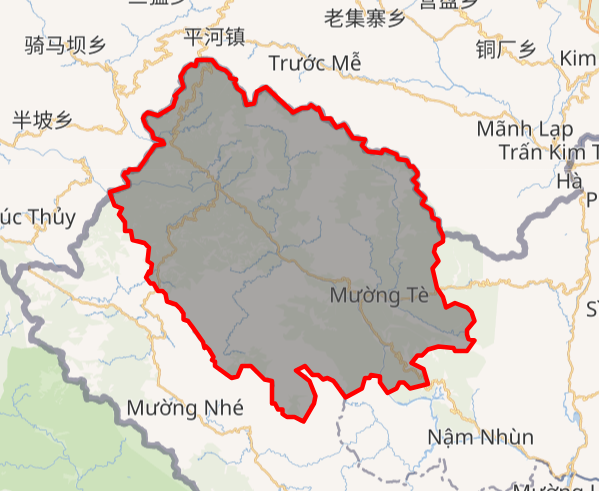 老集寨乡
平河镇
骑马坝乡
铜厂乡
Trước Mễ
Kim
半坡乡
Mãnh Lạp
Trấn Kim T
Hà
úc Thủy
Mường Tè
Mường Nhé
Nậm Nhùn